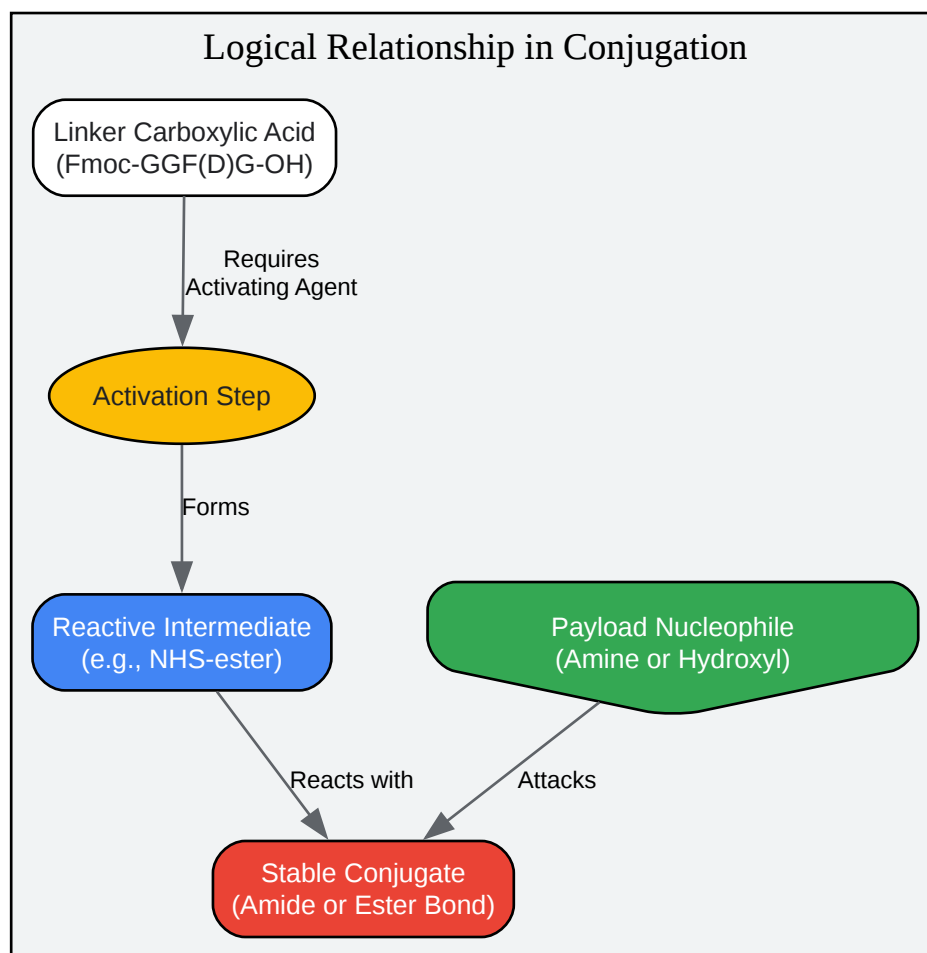 Logical Relationship in Conjugation
Linker Carboxylic Acid
(Fmoc-GGF(D)G-OH)
Requires
Activating Agent
Activation Step
Forms
Reactive Intermediate
(e.g., NHS-ester)
Payload Nucleophile
(Amine or Hydroxyl)
Reacts with
Attacks
Stable Conjugate
(Amide or Ester Bond)